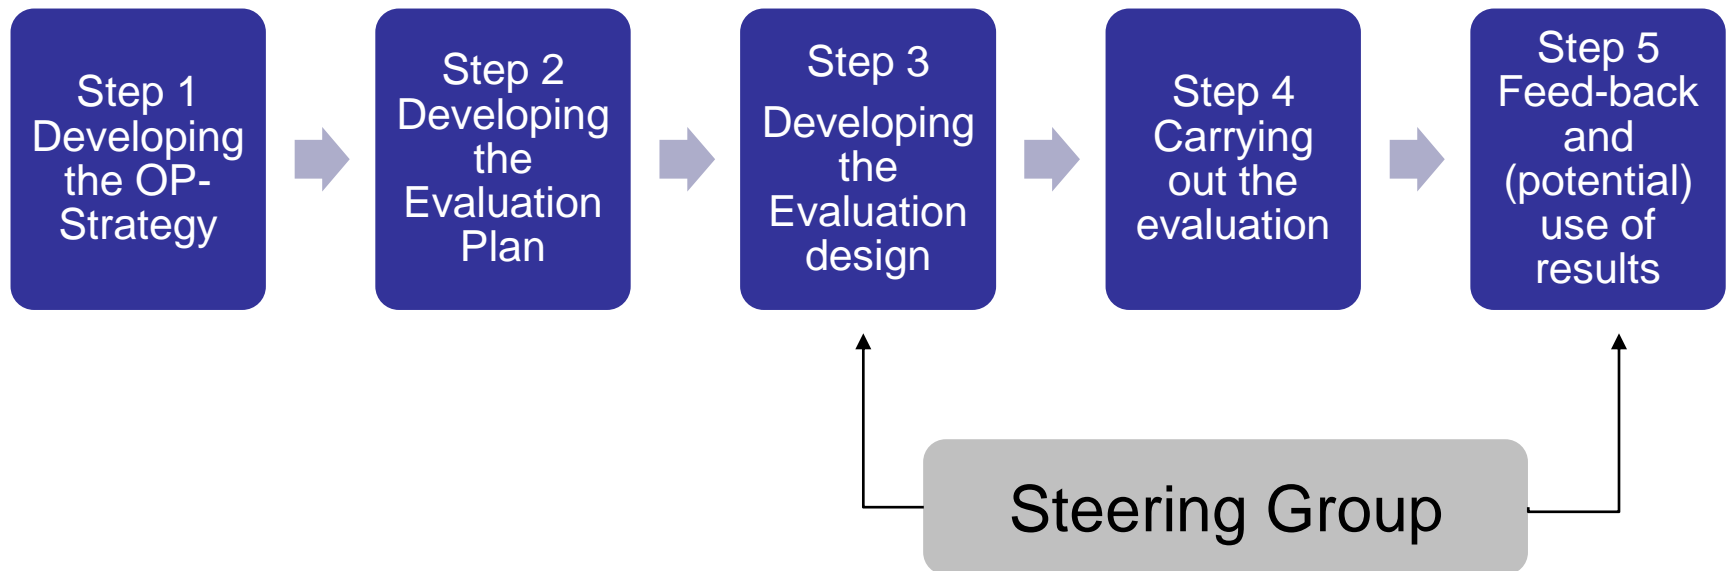 Step 1
Developing
the OP-
Strategy
Step 2
Developing
the
Evaluation
Plan
Step 3
Developing
the
Evaluation
design
Step 4
Carrying
out the
evaluation
Step 5
Feed-back
and
(potential)
use of
results
Steering Group